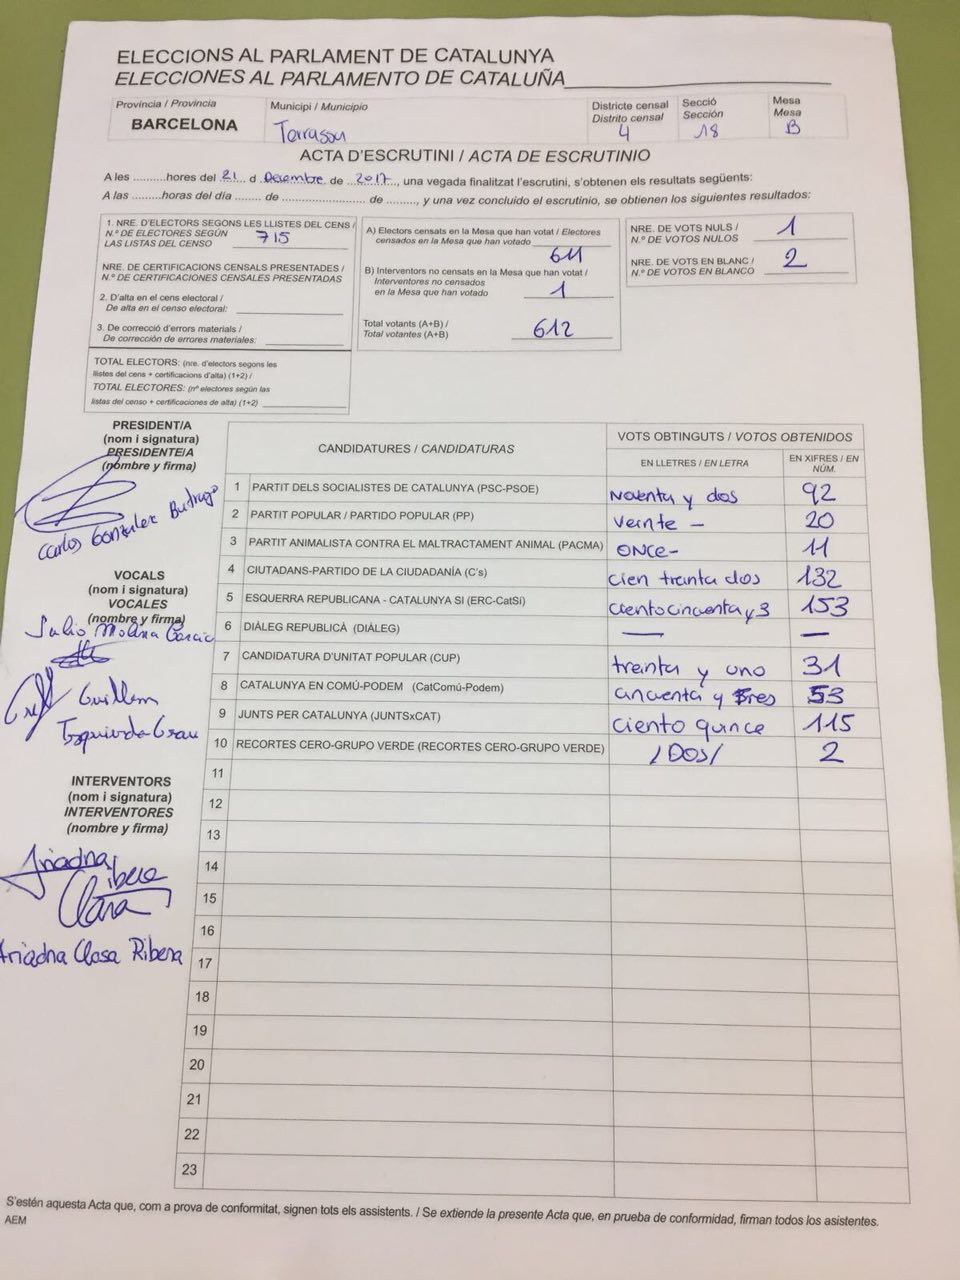 ELECCIONS AL PARLAMENT DE CATALUNYA
ELECCIONES AL PARLAMENTO DE CATALUÑA
Província / Provincia
BARCELONA
Municipi / Municipio
Terrassa
Districte censal
Distrito censal
4
Secció
Sección
18
Mesa
Mesa
B
ACTA D'ESCRUTINI / ACTA DE ESCRUTINIO
A les ..........hores del 21 d Decembre de 2017, una vegada finalitzat l'escrutini, s'obtenen els resultats següents:
A las .........horas del día ........ de ........................ de ........., y una vez concluido el escrutinio, se obtienen los siguientes resultados:
1. NRE. D'ELECTORS SEGONS LES LLISTES DEL CENS /
N.º DE ELECTORES SEGÚN
LAS LISTAS DEL CENSO
715
NRE. DE CERTIFICACIONS CENSALS PRESENTADES /
N.º DE CERTIFICACIONES CENSALES PRESENTADAS
2. D'alta en el cens electoral /
De alta en el censo electoral:
3. De correcció d'errors materials /
De corrección de errores materiales:
TOTAL ELECTORS: (nre. d'electors segons les
llistes del cens + certificacions d'alta) (1+2) /
TOTAL ELECTORES: (nº electores según las
listas del censo + certificaciones de alta) (1+2)
A) Electors censats en la Mesa que han votat / Electores
censados en la Mesa que han votado
611
B) Interventors no censats en la Mesa que han votat /
Interventores no censados
en la Mesa que han votado
1
Total votants (A+B) /
Total votantes (A+B)
612
NRE. DE VOTS NULS /
N.º DE VOTOS NULOS
1
NRE. DE VOTS EN BLANC /
N.º DE VOTOS EN BLANCO
2
PRESIDENT/A
(nom i signatura)
PRESIDENTE/A
(nombre y firma)
Carlos Gonzalez Buitrago
VOCALS
(nom i signatura)
VOCALES
(nombre y firma)
Julio Molina Garcia
Guillem
Izquierdo Grau
INTERVENTORS
(nom i signatura)
INTERVENTORES
(nombre y firma)
Ariadna
Ribera
Clara
Ariadna Closa Ribera
CANDIDATURES / CANDIDATURAS
VOTS OBTINGUTS / VOTOS OBTENIDOS
EN LLETRES / EN LETRA
EN XIFRES / EN NÚM.
1 PARTIT DELS SOCIALISTES DE CATALUNYA (PSC-PSOE) Noventa y dos 92
2 PARTIT POPULAR / PARTIDO POPULAR (PP) veinte – 20
3 PARTIT ANIMALISTA CONTRA EL MALTRACTAMENT ANIMAL (PACMA) ONCE- 11
4 CIUTADANS-PARTIDO DE LA CIUDADANÍA (C's) cien treinta dos 132
5 ESQUERRA REPUBLICANA - CATALUNYA SI (ERC-CatSí) ciento cincuenta y 3 153
6 DIÀLEG REPUBLICÀ (DIÀLEG) — —
7 CANDIDATURA D'UNITAT POPULAR (CUP) treinta y uno 31
8 CATALUNYA EN COMÚ-PODEM (CatComú-Podem) cincuenta y tres 53
9 JUNTS PER CATALUNYA (JUNTSxCAT) ciento quince 115
10 RECORTES CERO-GRUPO VERDE (RECORTES CERO-GRUPO VERDE) /DOS/ 2
11
12
13
14
15
16
17
18
19
20
21
22
23
S'estén aquesta Acta que, com a prova de conformitat, signen tots els assistents. / Se extiende la presente Acta que, en prueba de conformidad, firman todos los asistentes.
AEM